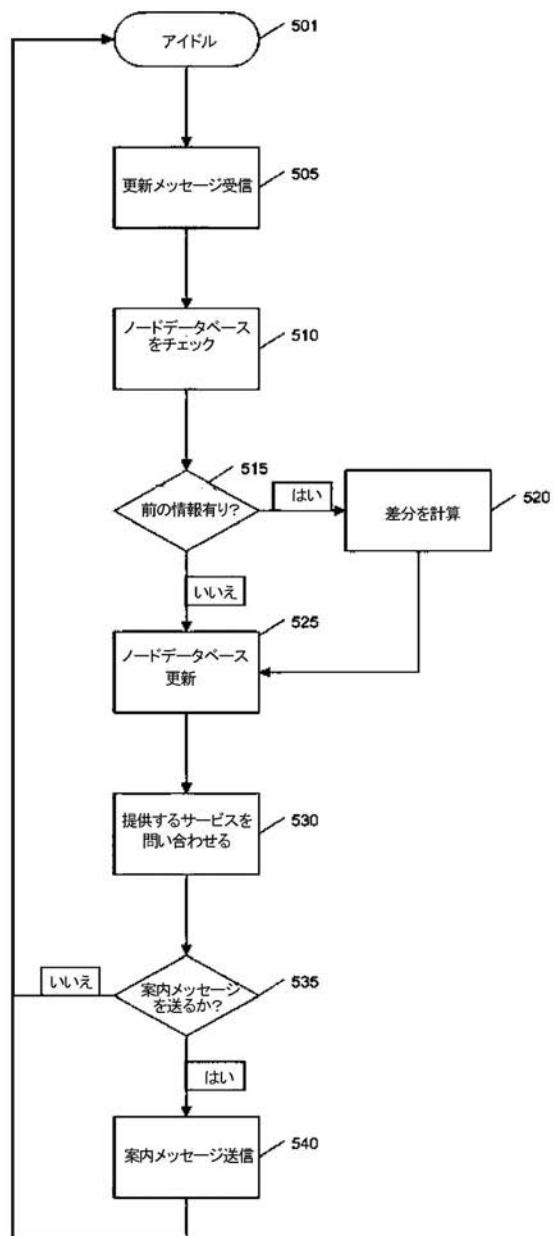 アイドル
501
更新メッセージ受信
505
ノードデータベース
をチェック
510
515
前の情報有り?
はい
差分を計算
520
いいえ
525
ノードデータベース
更新
提供するサービスを
問い合わせる
530
いいえ
案内メッセージ
を送るか?
535
はい
案内メッセージ送信
540